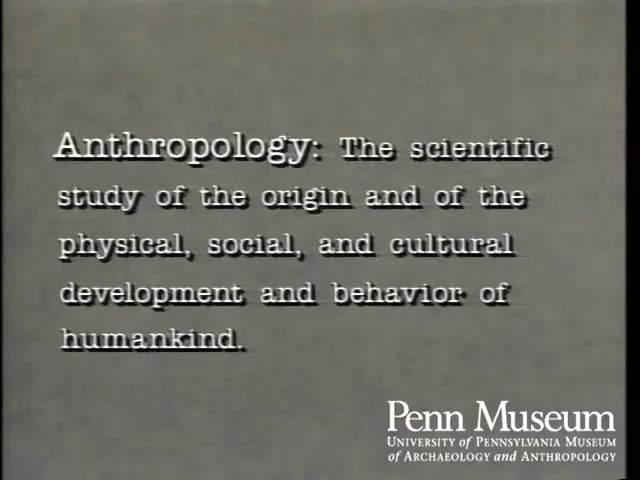 Anthropology: The scientific
study of the origin and of the
physical, social, and cultural
development and behavior of
humankind.
Penn Museum
UNIVERSITY of PENNSYLVANIA MUSEUM
of ARCHAEOLOGY and ANTHROPOLOGY